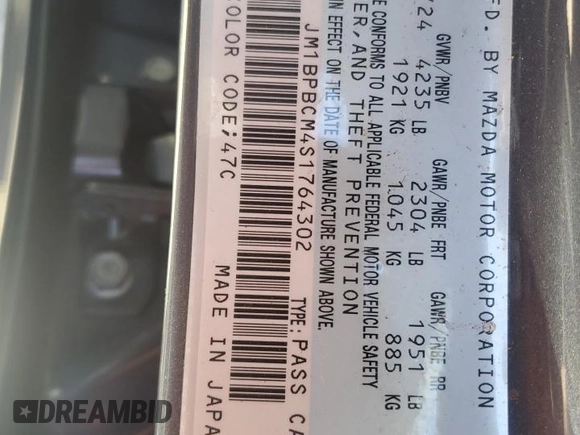 FD. BY MAZDA MOTOR CORPORATION
/24
GVWR/PNBV GAWR/PNBE FRT GAWR/PNBE RR
4235 LB 2304 LB 1951 LB
1921 KG 1045 KG 885 KG
E CONFORMS TO ALL APPLICABLE FEDERAL MOTOR VEHICLE SAFETY
ER,AND THEFT PREVENTION
IN EFFECT ON THE DATE OF MANUFACTURE SHOWN ABOVE.
JM1BPBCM4S1764302 TYPE:PASS CA
COLOR CODE;47C MADE IN JAPA
DREAMBID